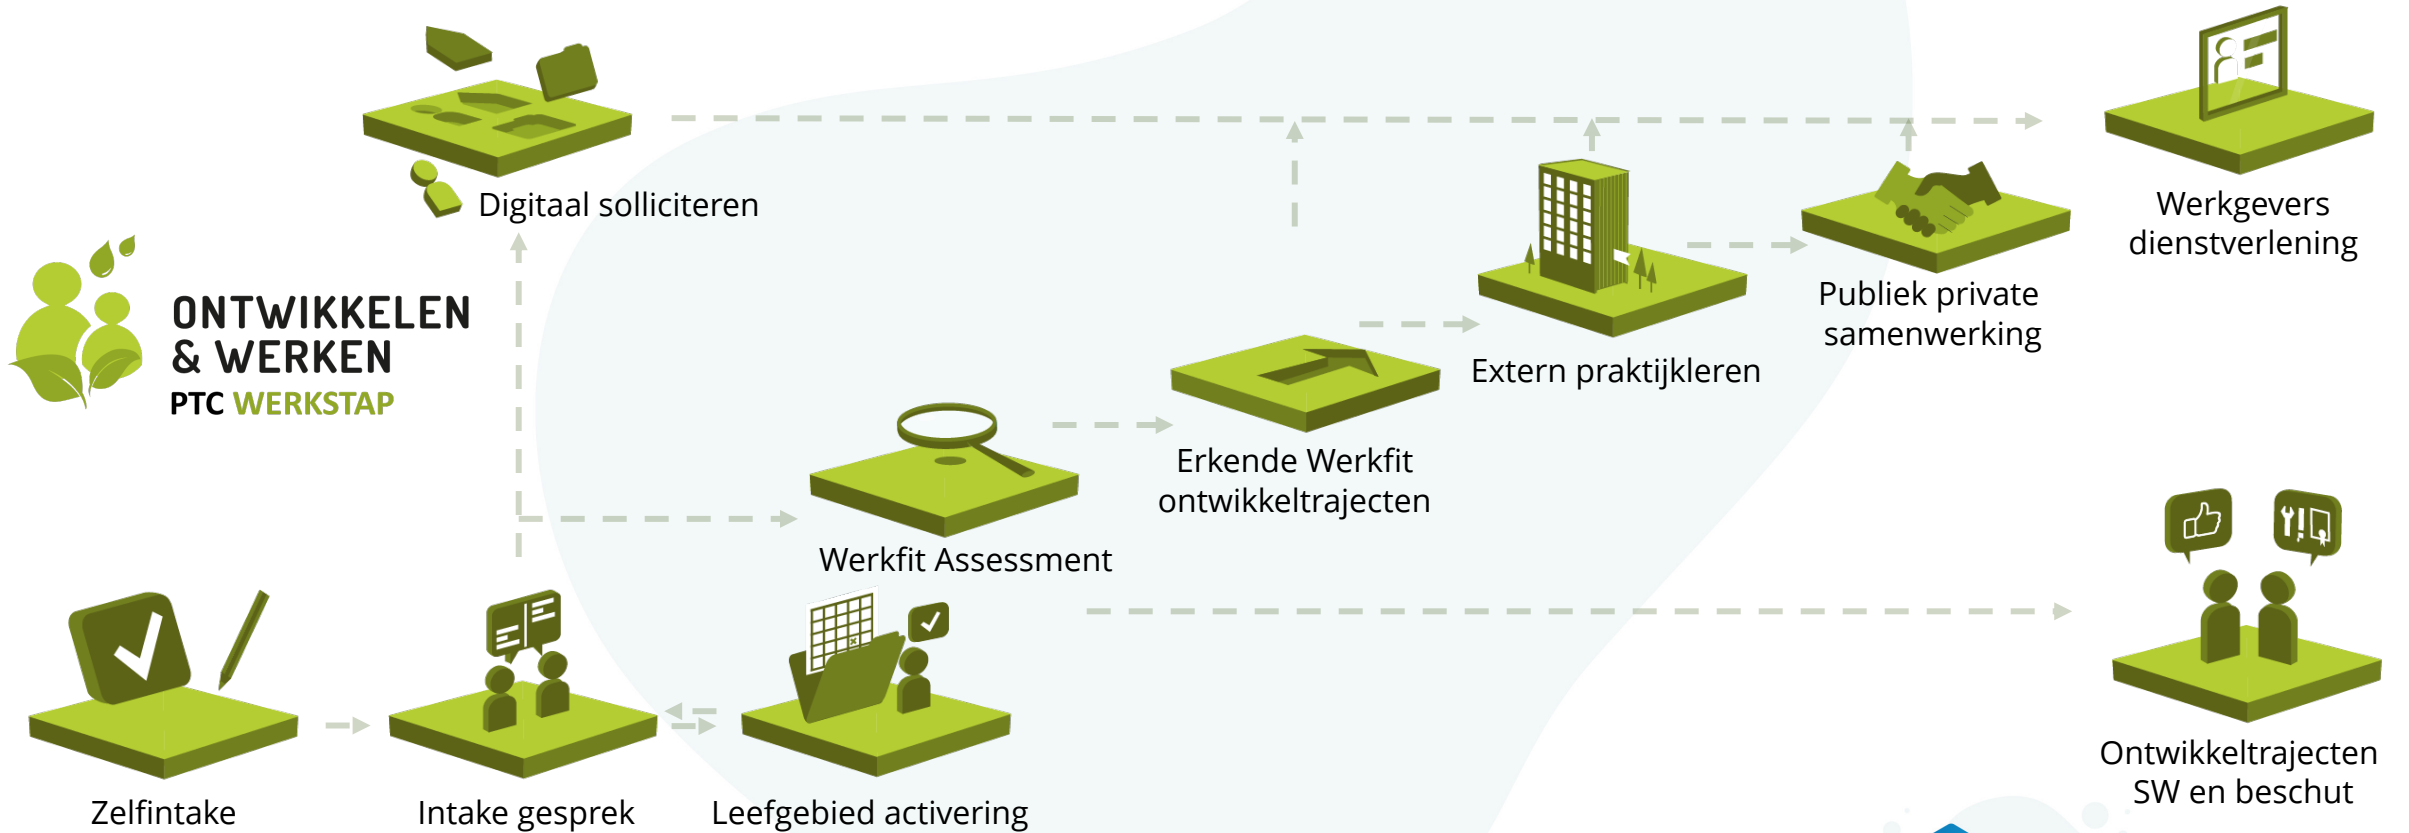 Digitaal solliciteren
Werkgevers
dienstverlening
ONTWIKKELEN
& WERKEN
PTC WERKSTAP
Publiek private
samenwerking
Extern praktijkleren
Erkende Werkfit
ontwikkeltrajecten
Werkfit Assessment
Zelfintake
Intake gesprek
Leefgebied activering
Ontwikkeltrajecten
SW en beschut